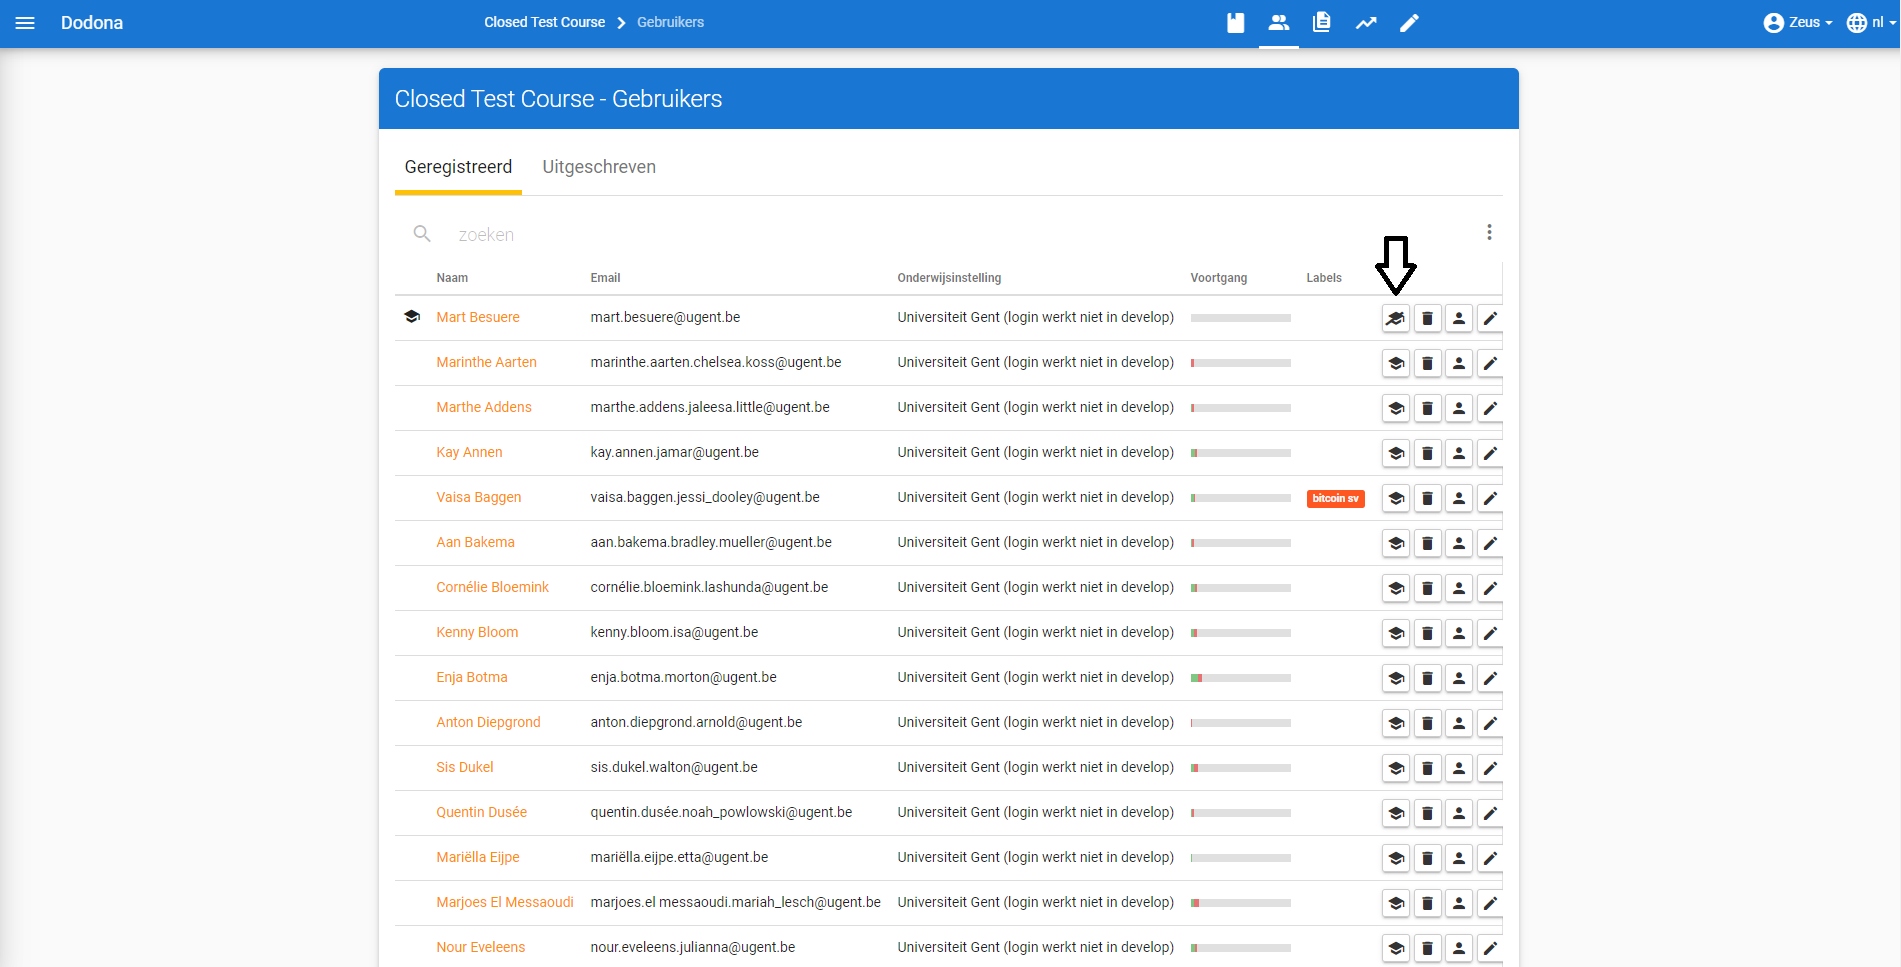 Dodona Closed Test Course Gebruikers Zeus nl
Closed Test Course - Gebruikers
Geregistreerd Uitgeschreven
zoeken
Naam Email Onderwijsinstelling Voortgang Labels
Mart Besuere mart.besuere@ugent.be Universiteit Gent (login werkt niet in develop)
Marinthe Aarten marinthe.aarten.chelsea.koss@ugent.be Universiteit Gent (login werkt niet in develop)
Marthe Addens marthe.addens.jaleesa.little@ugent.be Universiteit Gent (login werkt niet in develop)
Kay Annen kay.annen.jamar@ugent.be Universiteit Gent (login werkt niet in develop)
Vaisa Baggen vaisa.baggen.jessi_dooley@ugent.be Universiteit Gent (login werkt niet in develop) bitcoin sv
Aan Bakema aan.bakema.bradley.mueller@ugent.be Universiteit Gent (login werkt niet in develop)
Cornélie Bloemink cornélie.bloemink.lashunda@ugent.be Universiteit Gent (login werkt niet in develop)
Kenny Bloom kenny.bloom.isa@ugent.be Universiteit Gent (login werkt niet in develop)
Enja Botma enja.botma.morton@ugent.be Universiteit Gent (login werkt niet in develop)
Anton Diepgrond anton.diepgrond.arnold@ugent.be Universiteit Gent (login werkt niet in develop)
Sis Dukel sis.dukel.walton@ugent.be Universiteit Gent (login werkt niet in develop)
Quentin Dusée quentin.dusée.noah_powlowski@ugent.be Universiteit Gent (login werkt niet in develop)
Mariëlla Eijpe mariëlla.eijpe.etta@ugent.be Universiteit Gent (login werkt niet in develop)
Marjoes El Messaoudi marjoes.el messaoudi.mariah_lesch@ugent.be Universiteit Gent (login werkt niet in develop)
Nour Eveleens nour.eveleens.julianna@ugent.be Universiteit Gent (login werkt niet in develop)